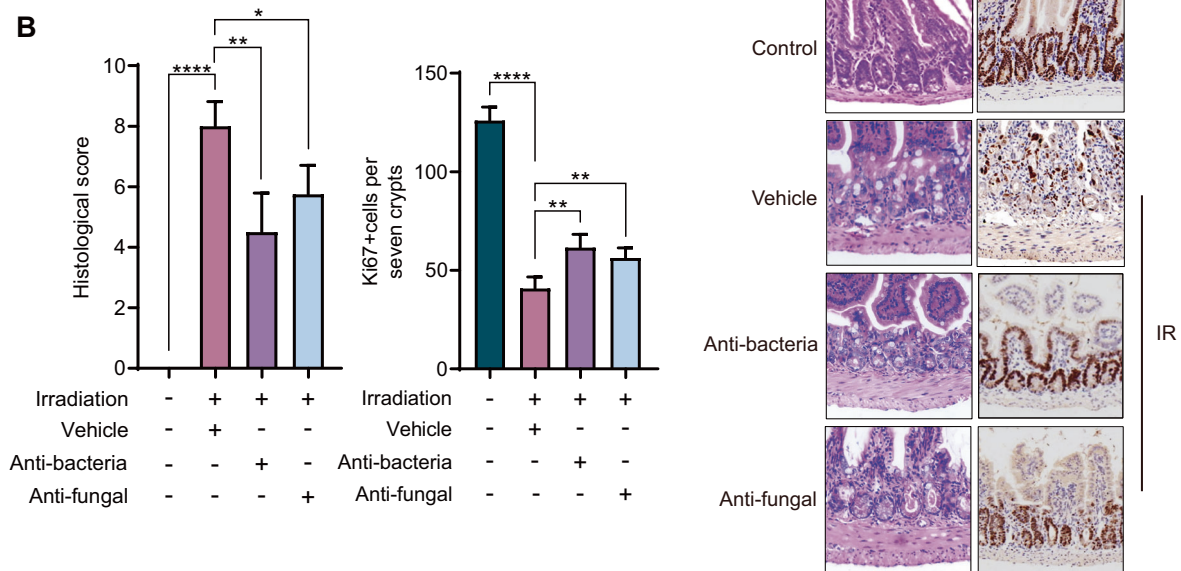 B
Histological score
10
8
6
4
2
0
****
**
*
Irradiation - + + +
Vehicle - + - -
Anti-bacteria - - + -
Anti-fungal - - - +
Ki67+cells per
seven crypts
150
100
50
0
****
**
**
Irradiation - + + +
Vehicle - + - -
Anti-bacteria - - + -
Anti-fungal - - - +
Control
Vehicle
Anti-bacteria
Anti-fungal
IR